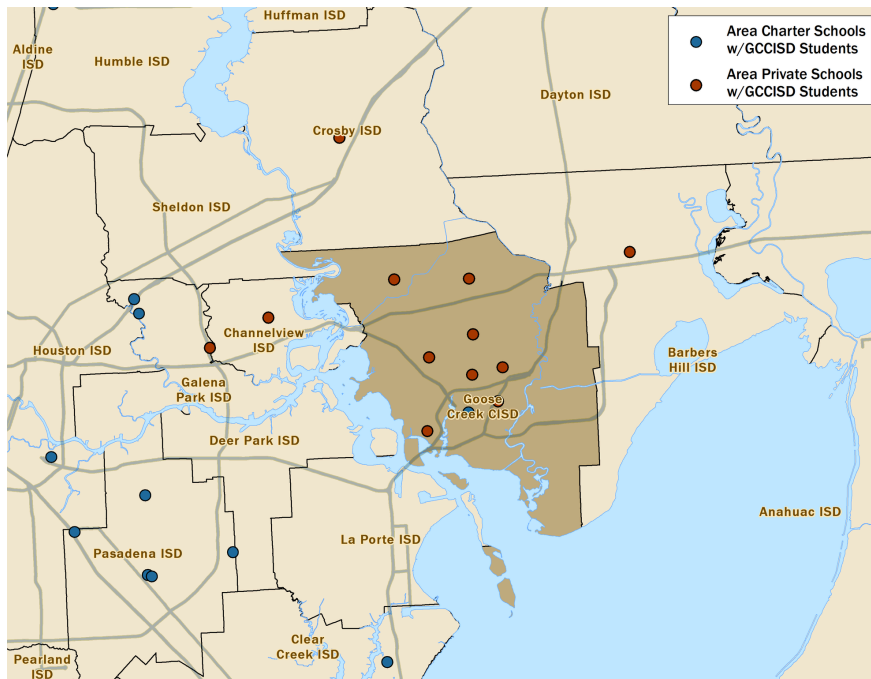 Huffman ISD
Area Charter Schools
w/GCCISD Students
Area Private Schools
w/GCCISD Students
Aldine
ISD
Humble ISD
Dayton ISD
Crosby ISD
Sheldon ISD
Channelview
ISD
Houston ISD
Barbers
Hill ISD
Galena
Park ISD
Goose
Creek CISD
Deer Park ISD
Anahuac ISD
La Porte ISD
Pasadena ISD
Clear
Creek ISD
Pearland
ISD